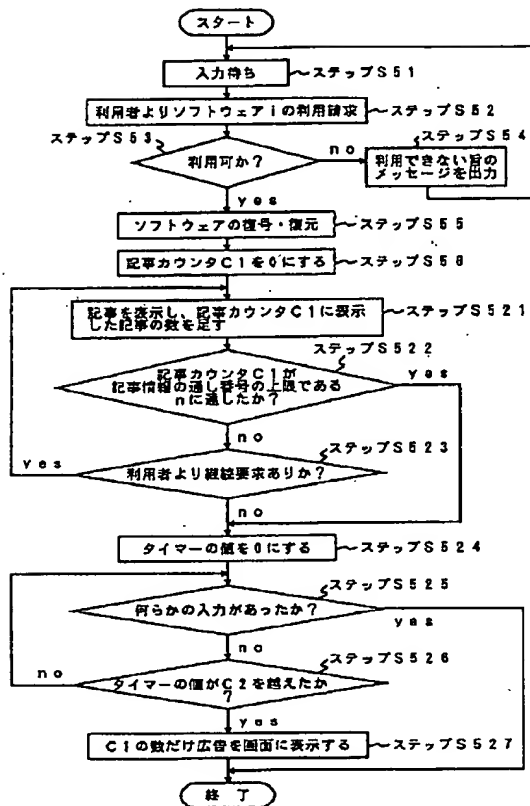 スタート
入力待ち
ステップS51
利用者よりソフトウェアiの利用請求
ステップS52
ステップS53
ステップS54
利用可か?
no
利用できない旨の
メッセージを出力
yes
ソフトウェアの復号・復元
ステップS55
記事カウンタC1を0にする
ステップS56
記事を表示し、記事カウンタC1に表示
した記事の数を足す
ステップS521
ステップS522
記事カウンタC1が
記事情報の通し番号の上限である
nに達したか?
yes
no
ステップS523
yes
利用者より継続要求ありか?
no
タイマーの値を0にする
ステップS524
ステップS525
何らかの入力があったか?
yes
no
ステップS526
no
タイマーの値がC2を越えたか
?
yes
C1の数だけ広告を画面に表示する
ステップS527
終了